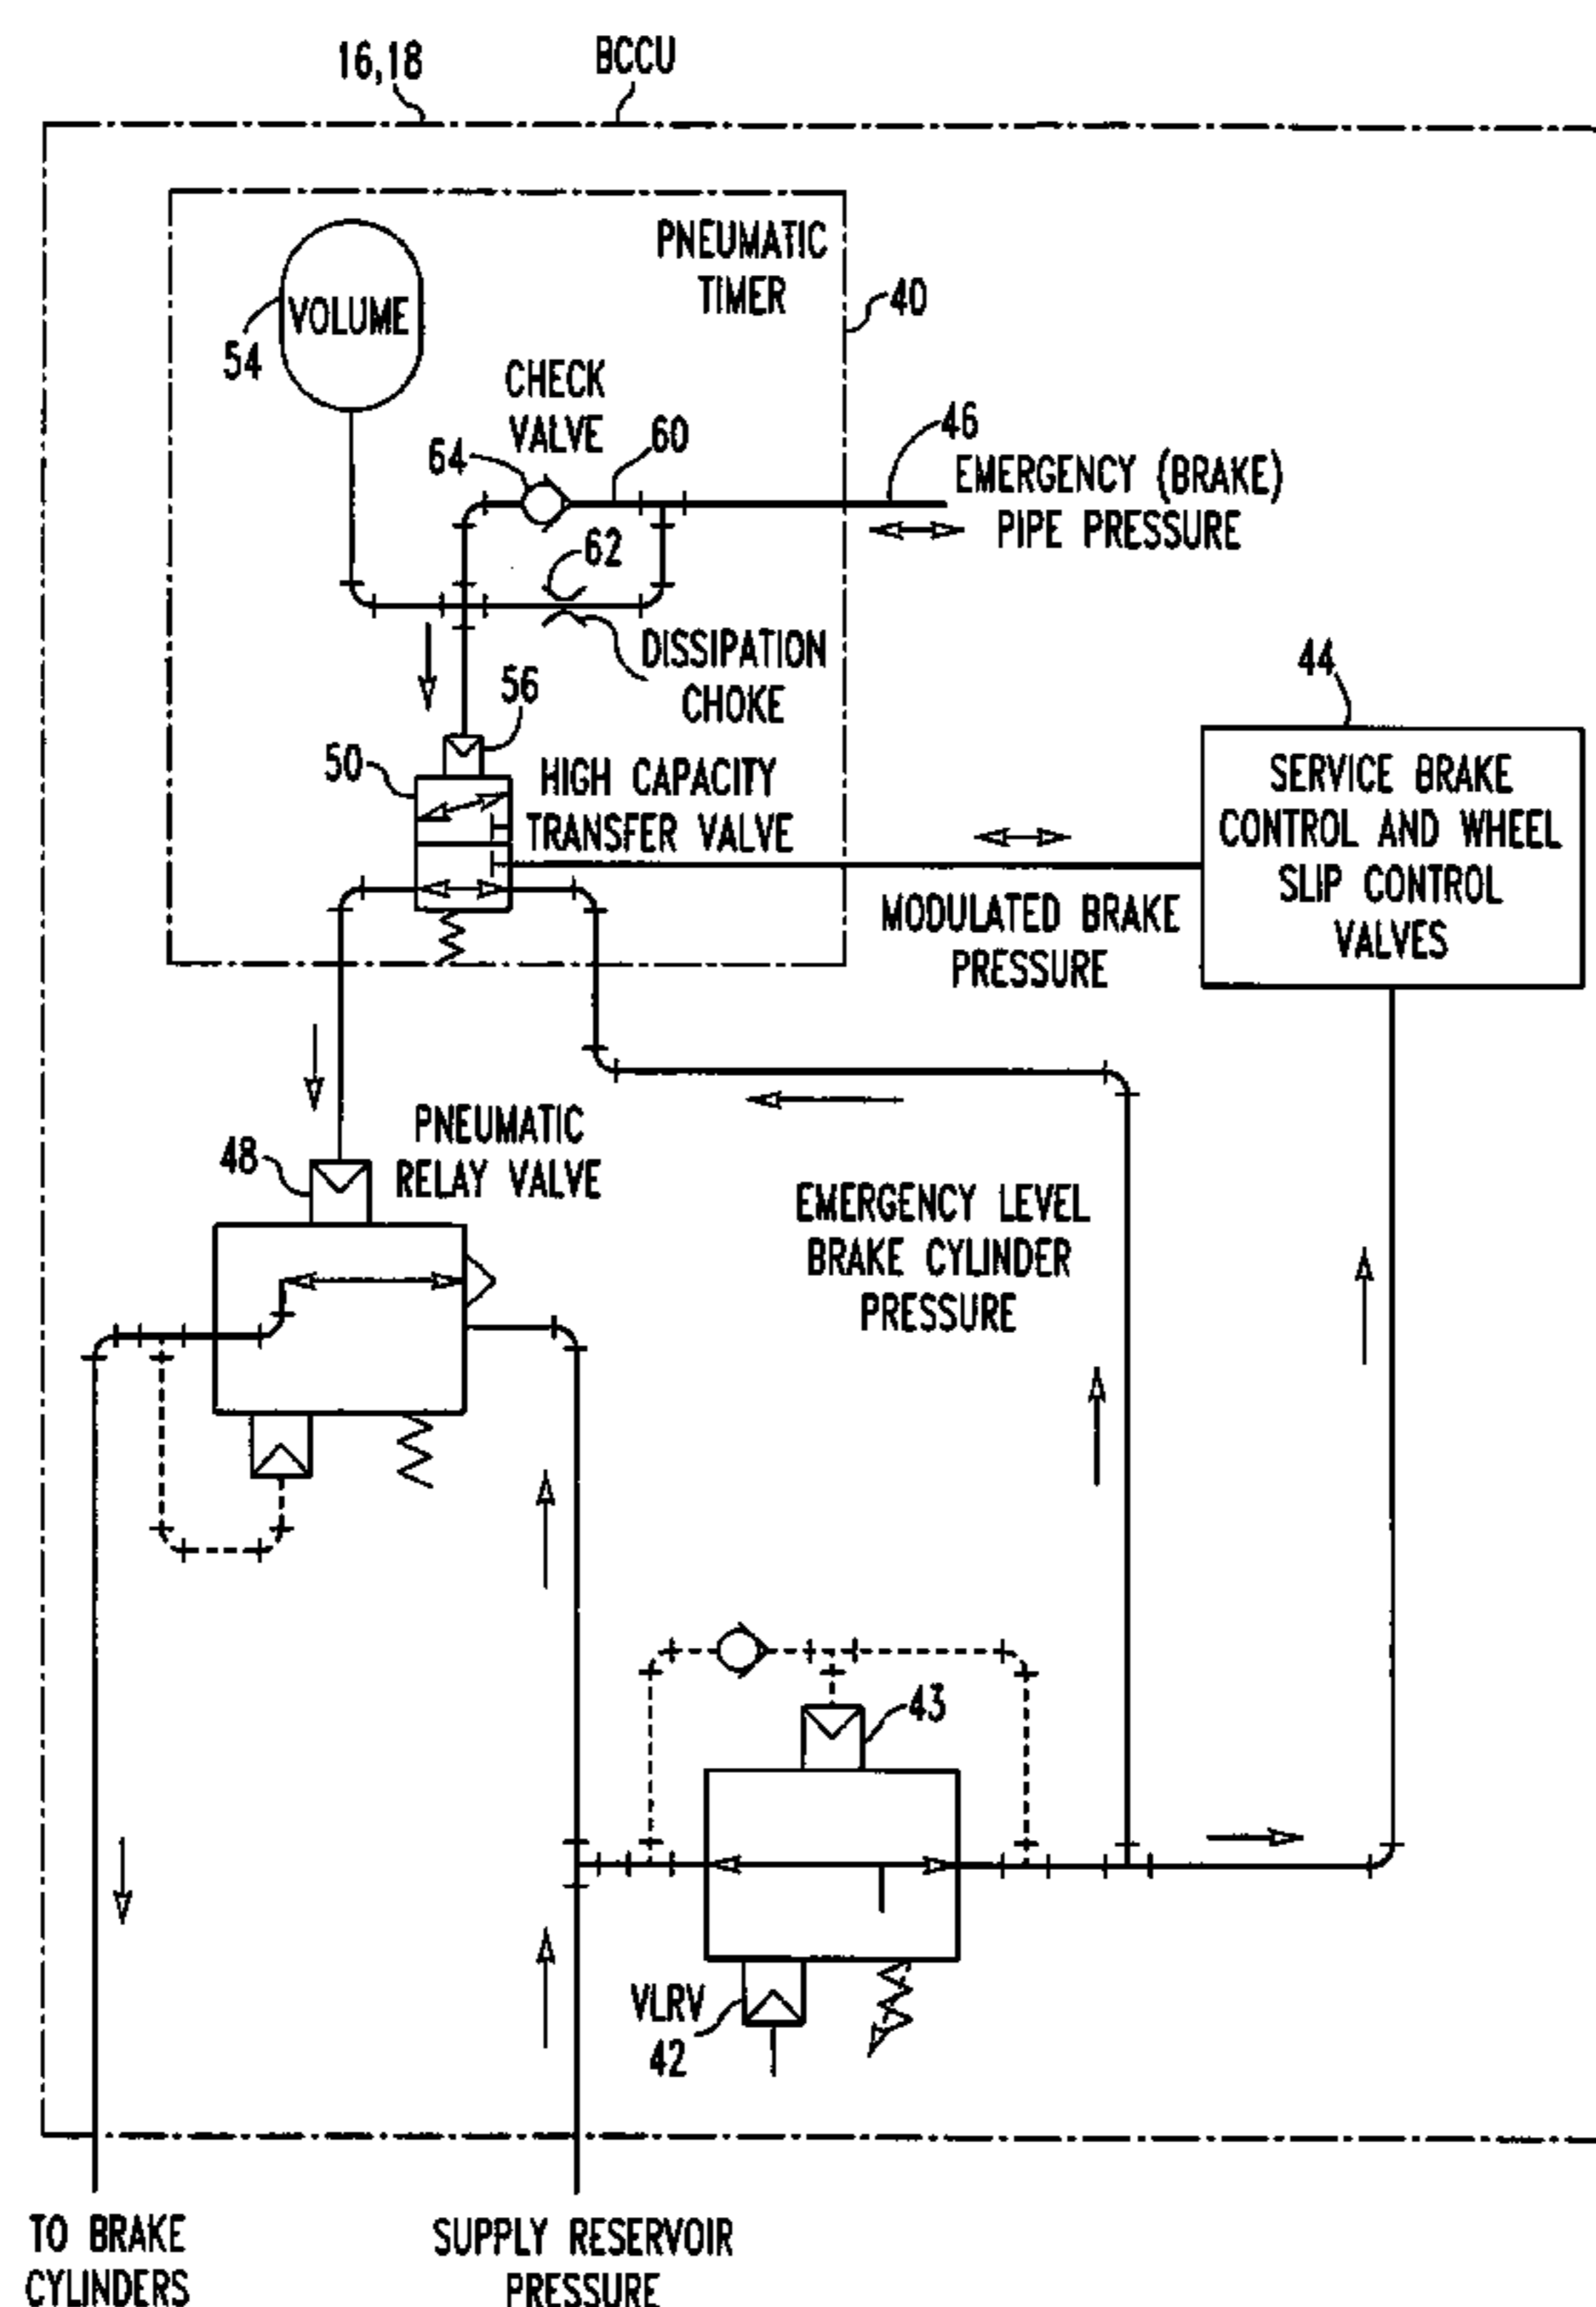 16,18
BCCU
PNEUMATIC
TIMER
40
VOLUME
54
CHECK
VALVE
64
60
46
EMERGENCY (BRAKE)
PIPE PRESSURE
62
DISSIPATION
CHOKE
56
50
HIGH CAPACITY
TRANSFER VALVE
44
SERVICE BRAKE
CONTROL AND WHEEL
SLIP CONTROL
VALVES
MODULATED BRAKE
PRESSURE
PNEUMATIC
RELAY VALVE
48
EMERGENCY LEVEL
BRAKE CYLINDER
PRESSURE
43
VLRV
42
TO BRAKE
CYLINDERS
SUPPLY RESERVOIR
PRESSURE